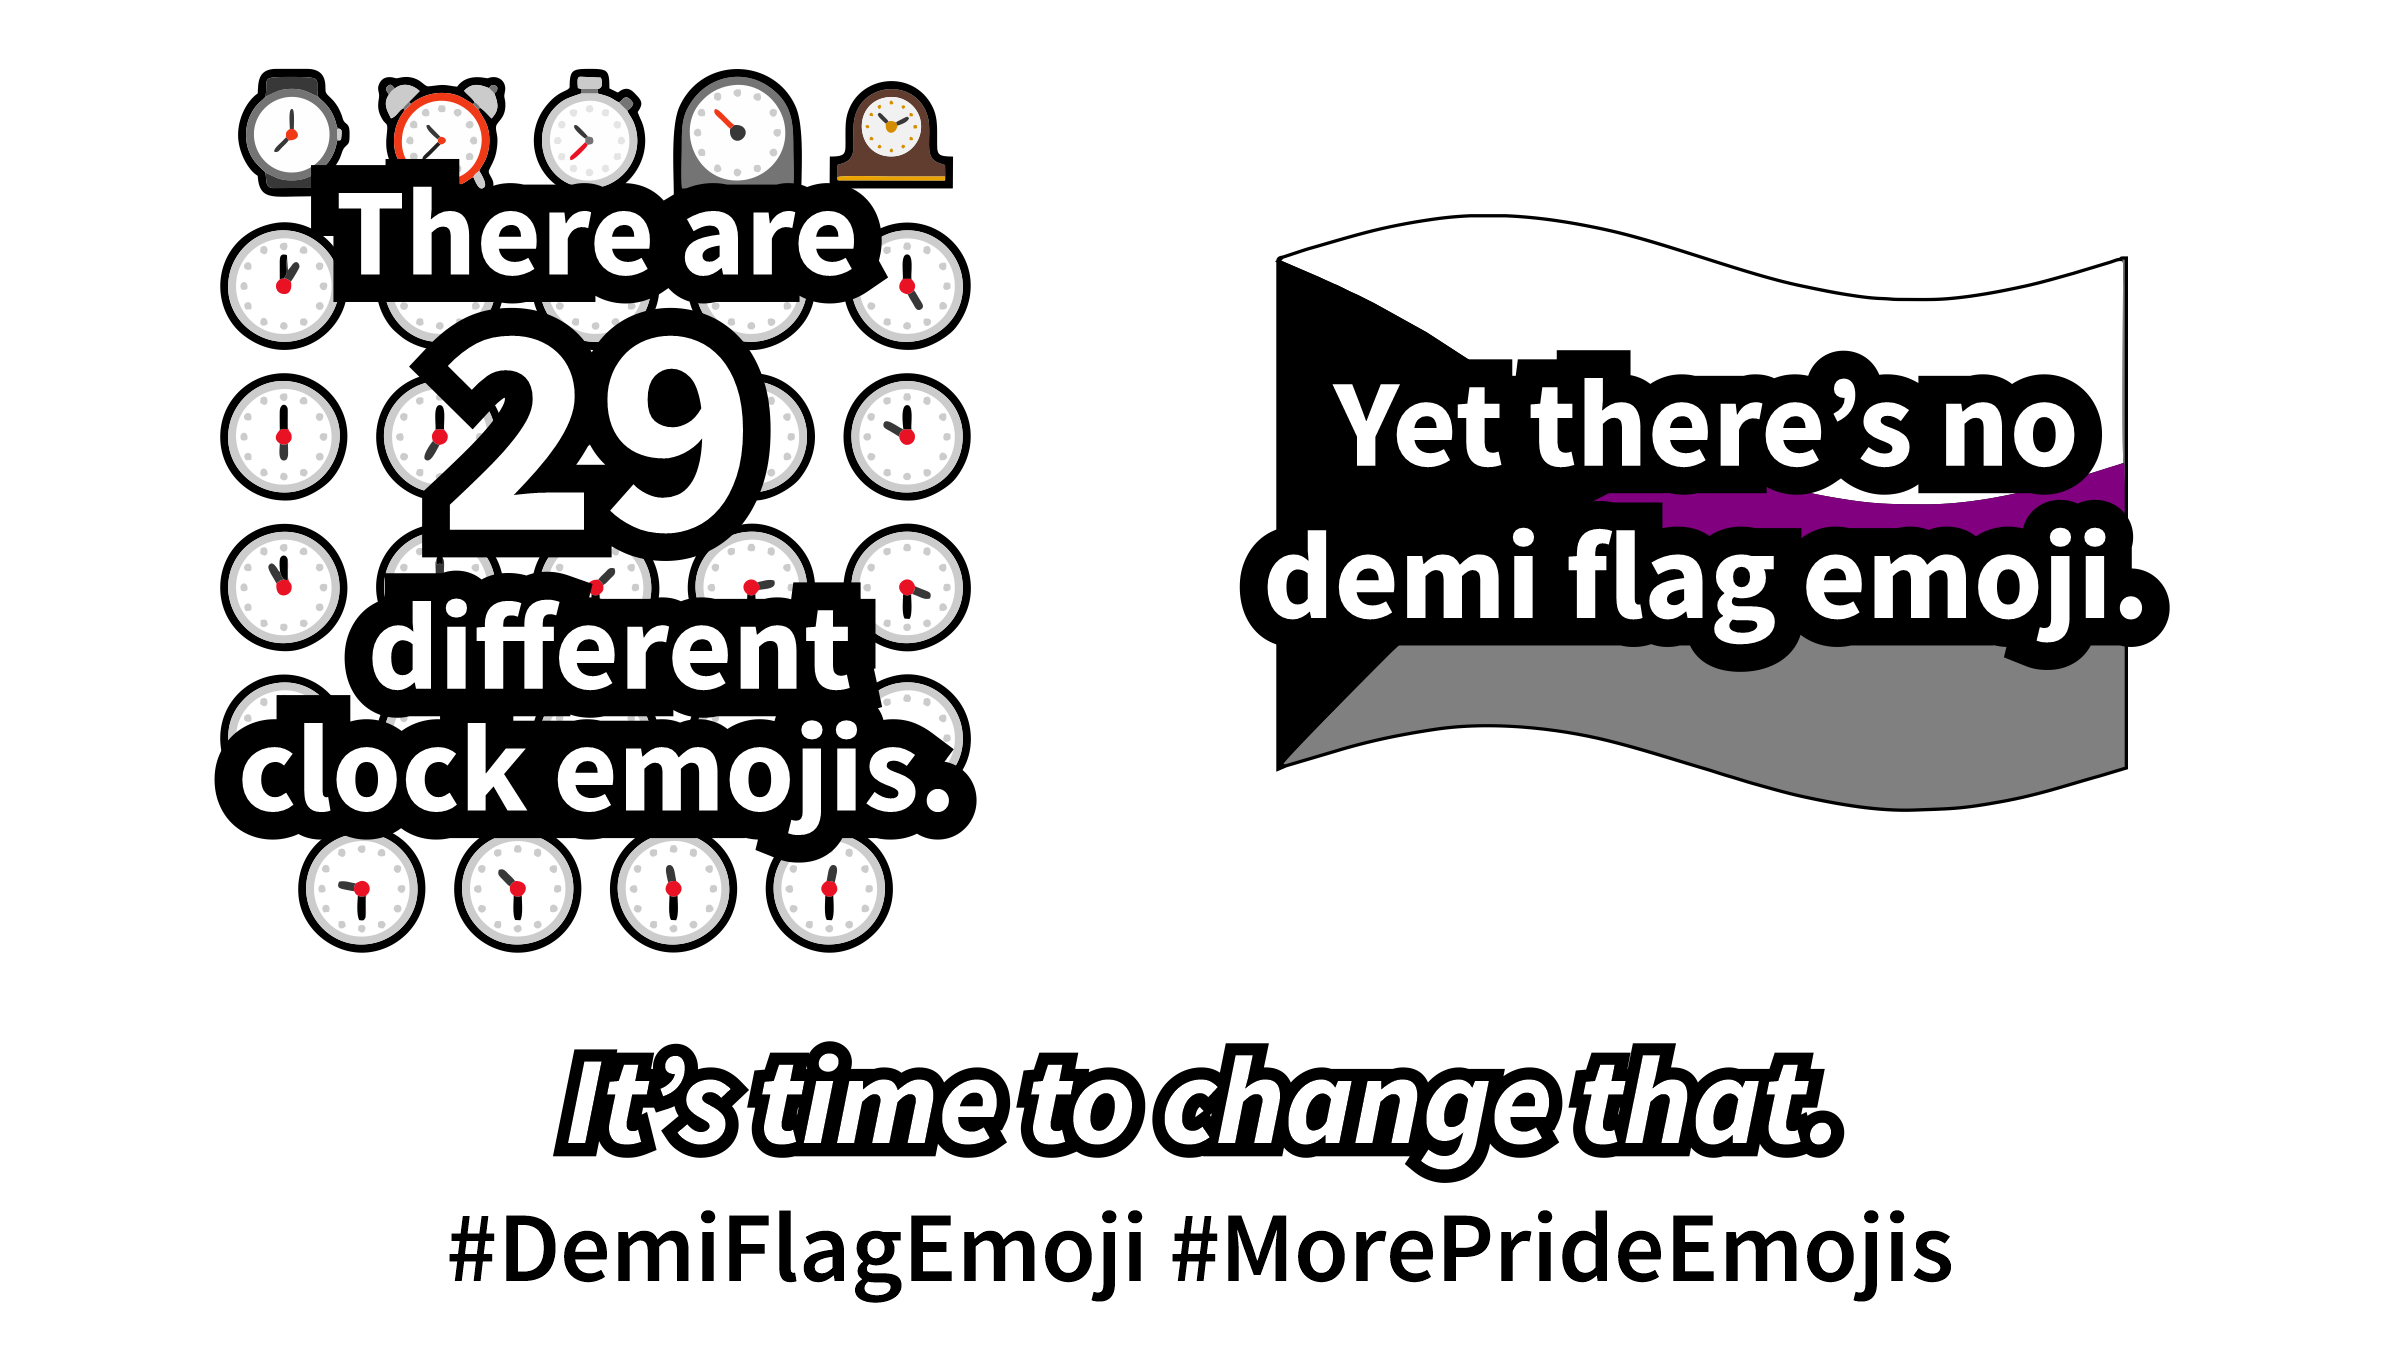 There are
29
different
clock emojis.
Yet there’s no
demi flag emoji.
It’s time to change that.
#DemiFlagEmoji #MorePrideEmojis